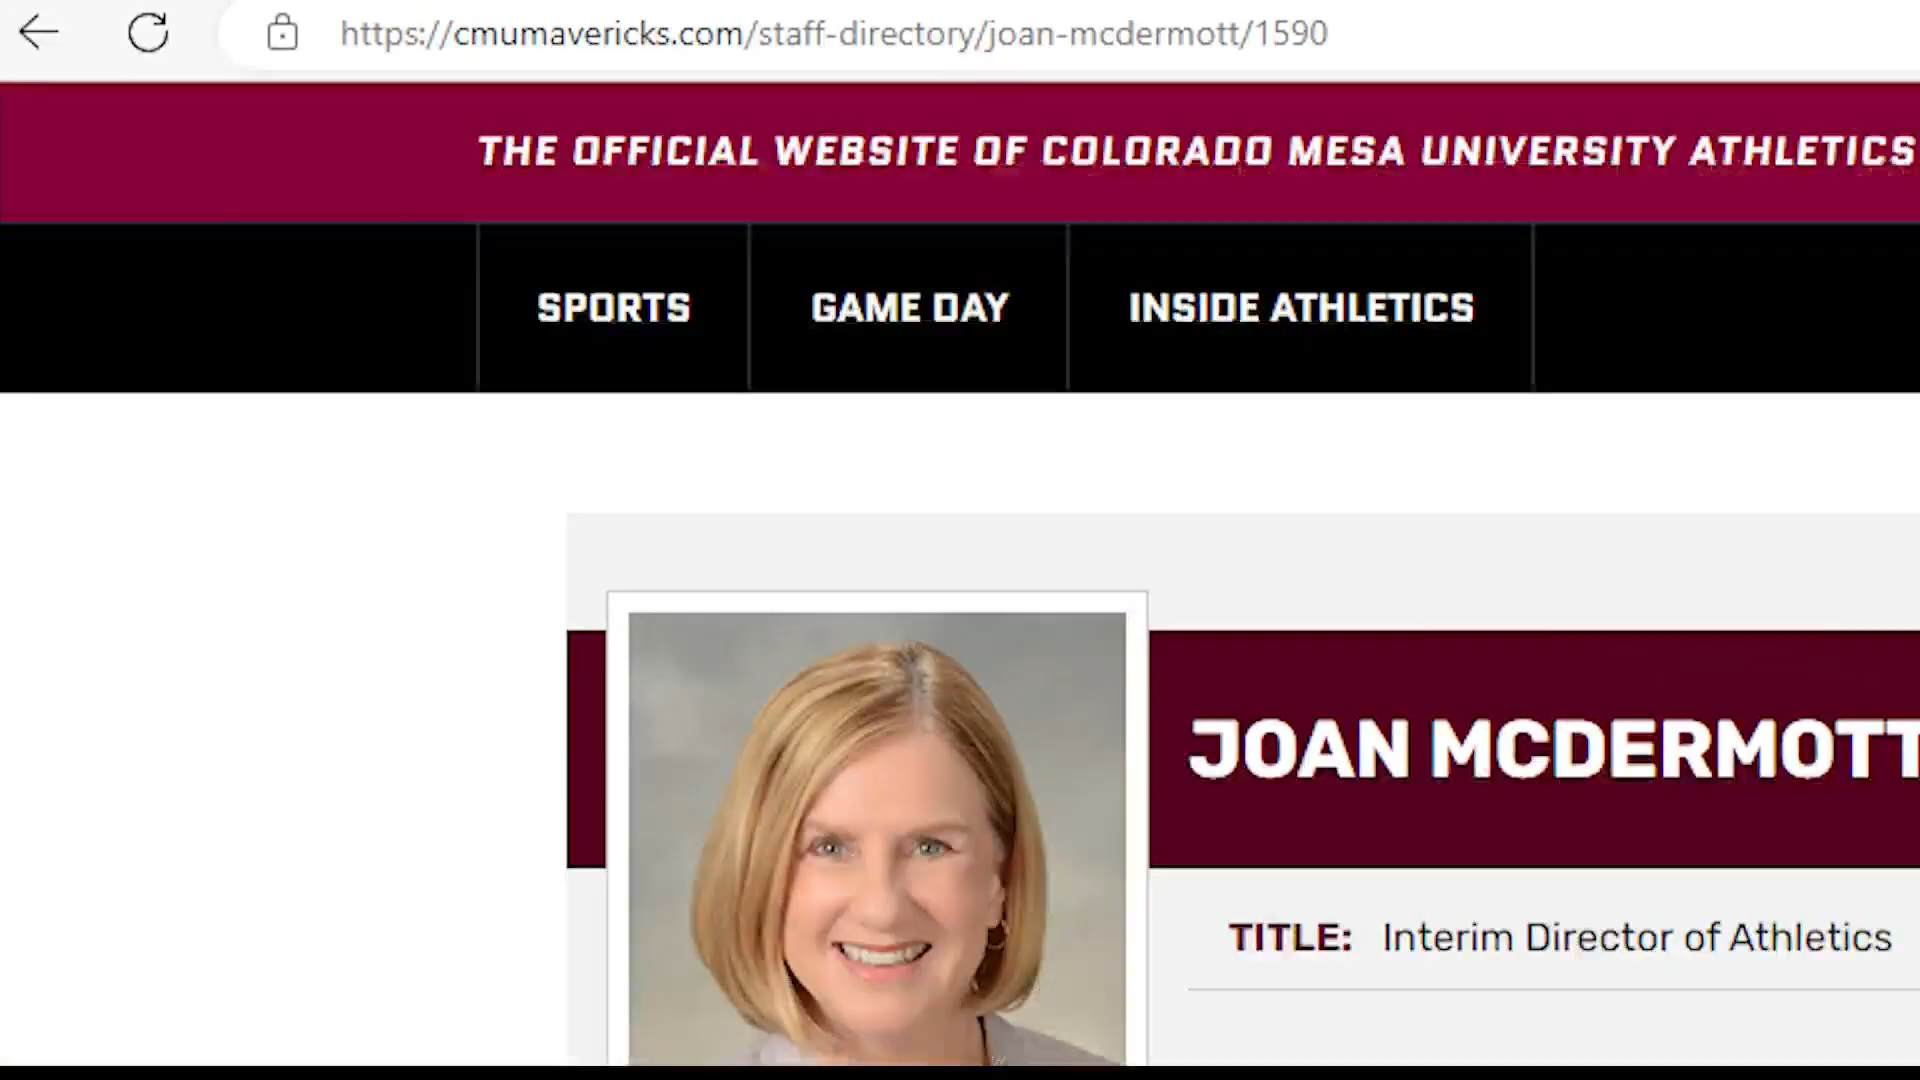 https://cmumavericks.com/staff-directory/joan-mcdermott/1590
THE OFFICIAL WEBSITE OF COLORADO MESA UNIVERSITY ATHLETICS
SPORTS
GAME DAY
INSIDE ATHLETICS
JOAN MCDERMOTT
TITLE: Interim Director of Athletics